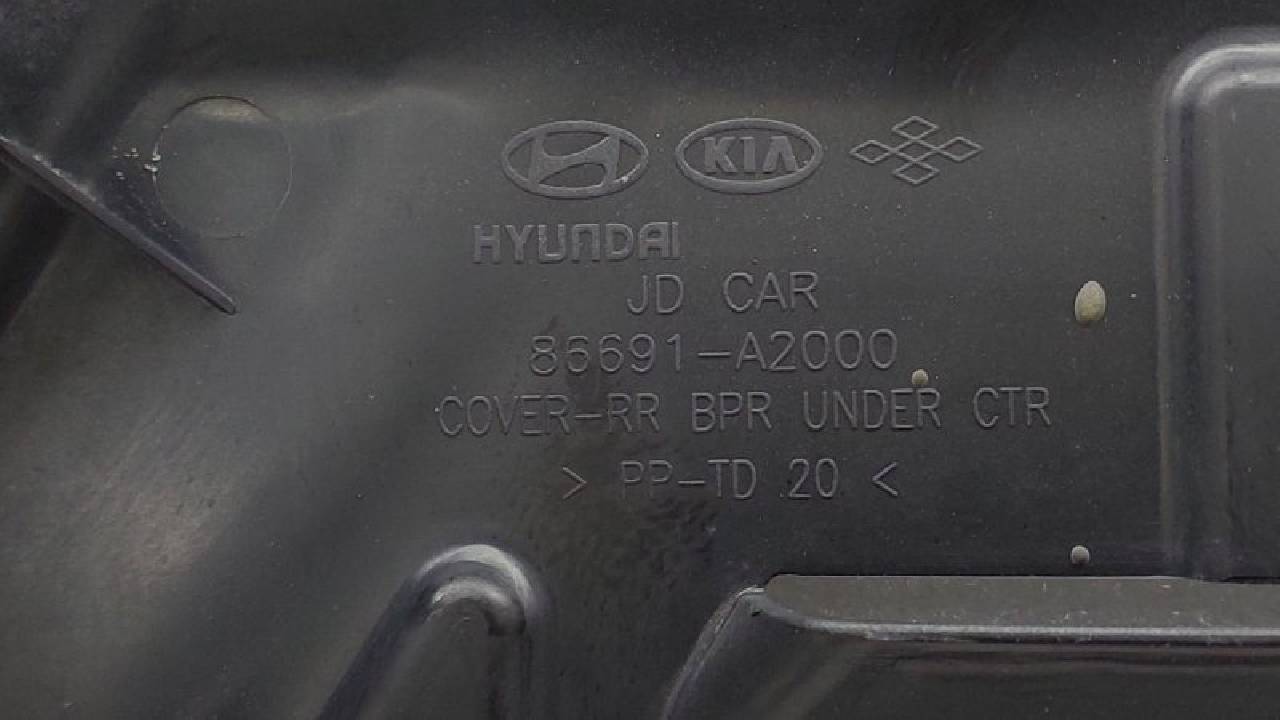 KIA
HYUNDAI
JD CAR
86691-A2000
COVER-RR BPR UNDER CTR
> PP-TD 20 <